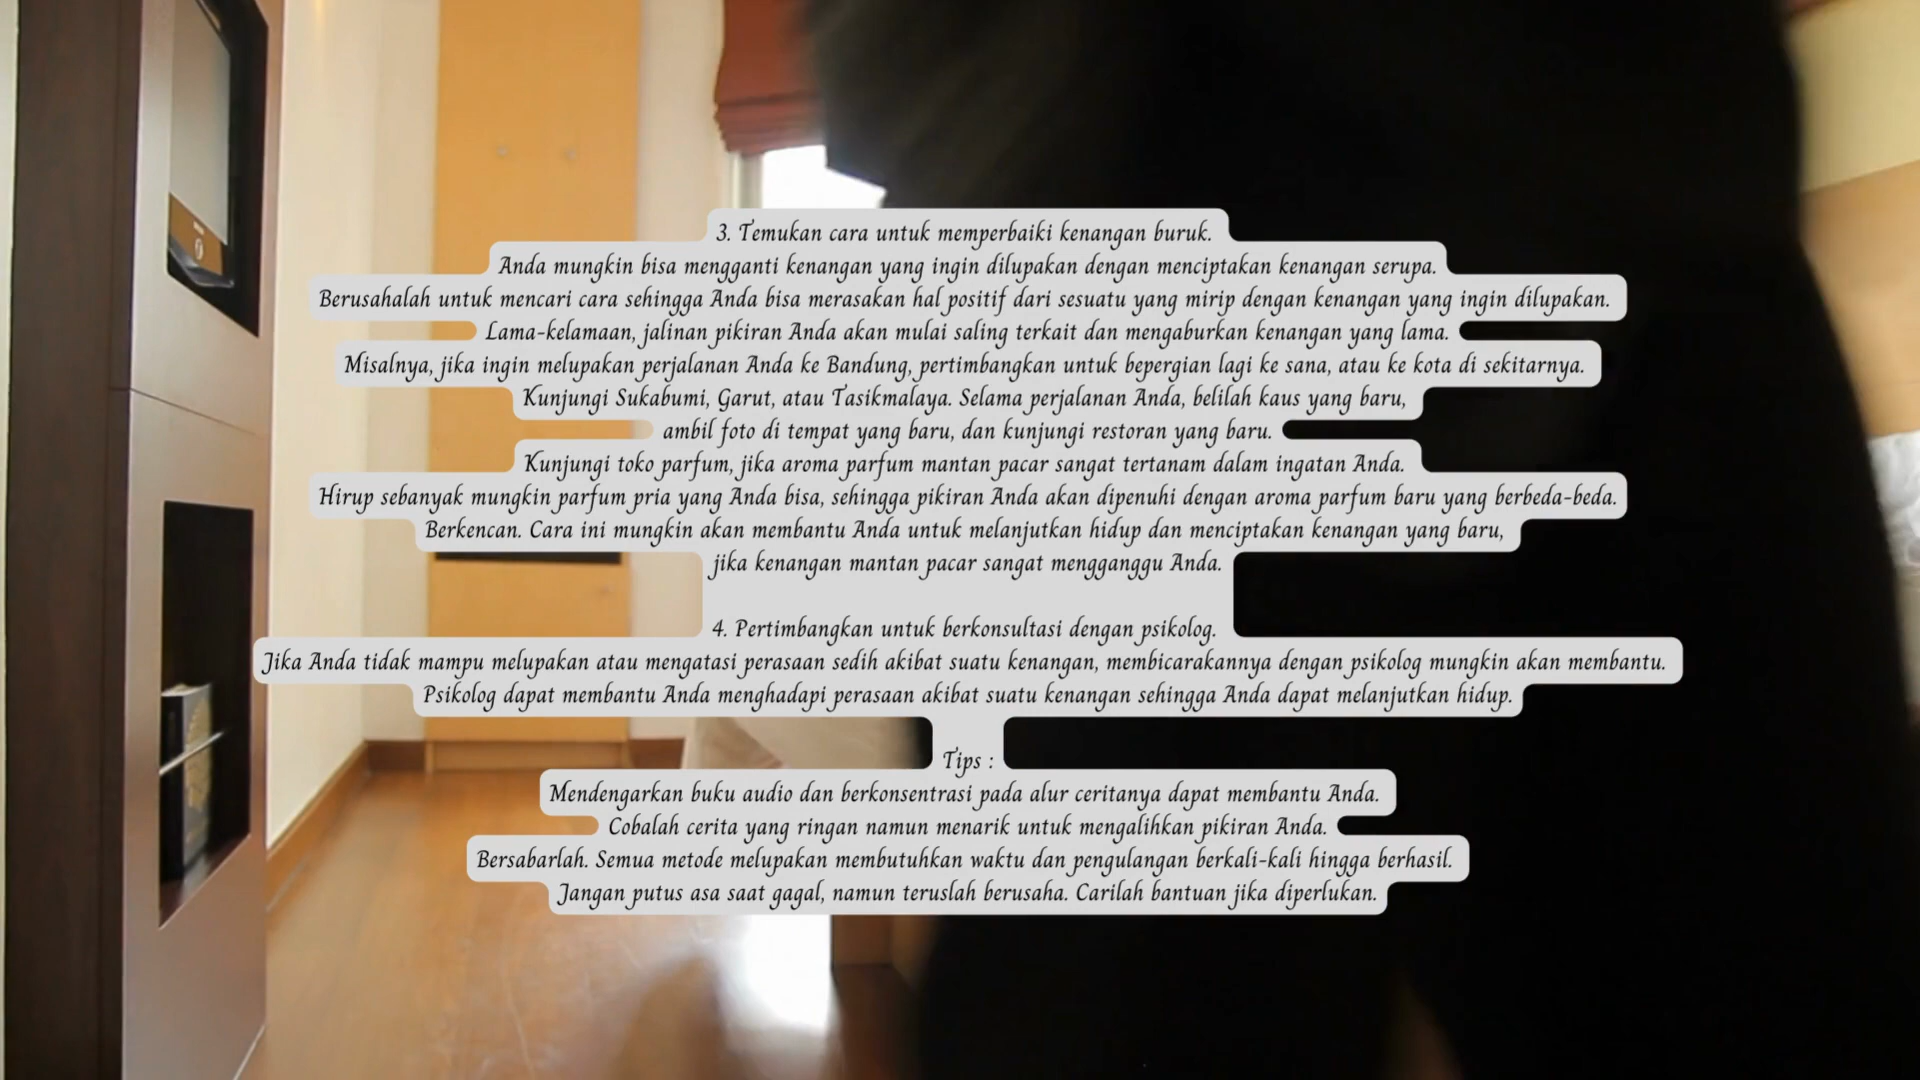 3. Temukan cara untuk memperbaiki kenangan buruk.
Anda mungkin bisa mengganti kenangan yang ingin dilupakan dengan menciptakan kenangan serupa.
Berusahalah untuk mencari cara sehingga Anda bisa merasakan hal positif dari sesuatu yang mirip dengan kenangan yang ingin dilupakan.
Lama-kelamaan, jalinan pikiran Anda akan mulai saling terkait dan mengaburkan kenangan yang lama.
Misalnya, jika ingin melupakan perjalanan Anda ke Bandung, pertimbangkan untuk bepergian lagi ke sana, atau ke kota di sekitarnya.
Kunjungi Sukabumi, Garut, atau Tasikmalaya. Selama perjalanan Anda, belilah kaus yang baru,
ambil foto di tempat yang baru, dan kunjungi restoran yang baru.
Kunjungi toko parfum, jika aroma parfum mantan pacar sangat tertanam dalam ingatan Anda.
Hirup sebanyak mungkin parfum pria yang Anda bisa, sehingga pikiran Anda akan dipenuhi dengan aroma parfum baru yang berbeda-beda.
Berkencan. Cara ini mungkin akan membantu Anda untuk melanjutkan hidup dan menciptakan kenangan yang baru,
jika kenangan mantan pacar sangat mengganggu Anda.
4. Pertimbangkan untuk berkonsultasi dengan psikolog.
Jika Anda tidak mampu melupakan atau mengatasi perasaan sedih akibat suatu kenangan, membicarakannya dengan psikolog mungkin akan membantu.
Psikolog dapat membantu Anda menghadapi perasaan akibat suatu kenangan sehingga Anda dapat melanjutkan hidup.
Tips :
Mendengarkan buku audio dan berkonsentrasi pada alur ceritanya dapat membantu Anda.
Cobalah cerita yang ringan namun menarik untuk mengalihkan pikiran Anda.
Bersabarlah. Semua metode melupakan membutuhkan waktu dan pengulangan berkali-kali hingga berhasil.
Jangan putus asa saat gagal, namun teruslah berusaha. Carilah bantuan jika diperlukan.